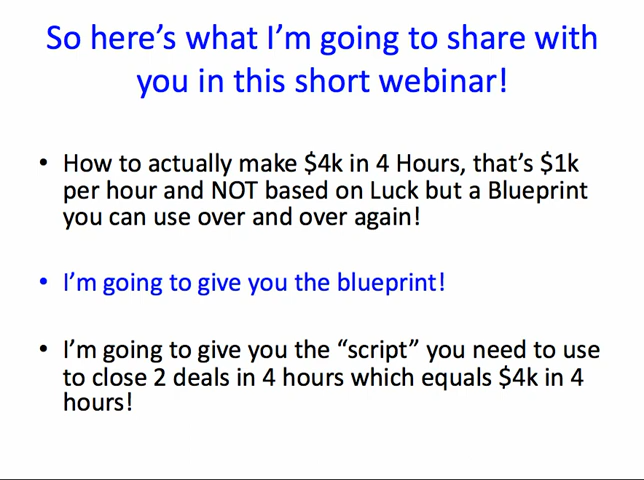 So here's what I'm going to share with
you in this short webinar!
• How to actually make $4k in 4 Hours, that's $1k
per hour and NOT based on Luck but a Blueprint
you can use over and over again!
• I'm going to give you the blueprint!
• I'm going to give you the “script” you need to use
to close 2 deals in 4 hours which equals $4k in 4
hours!